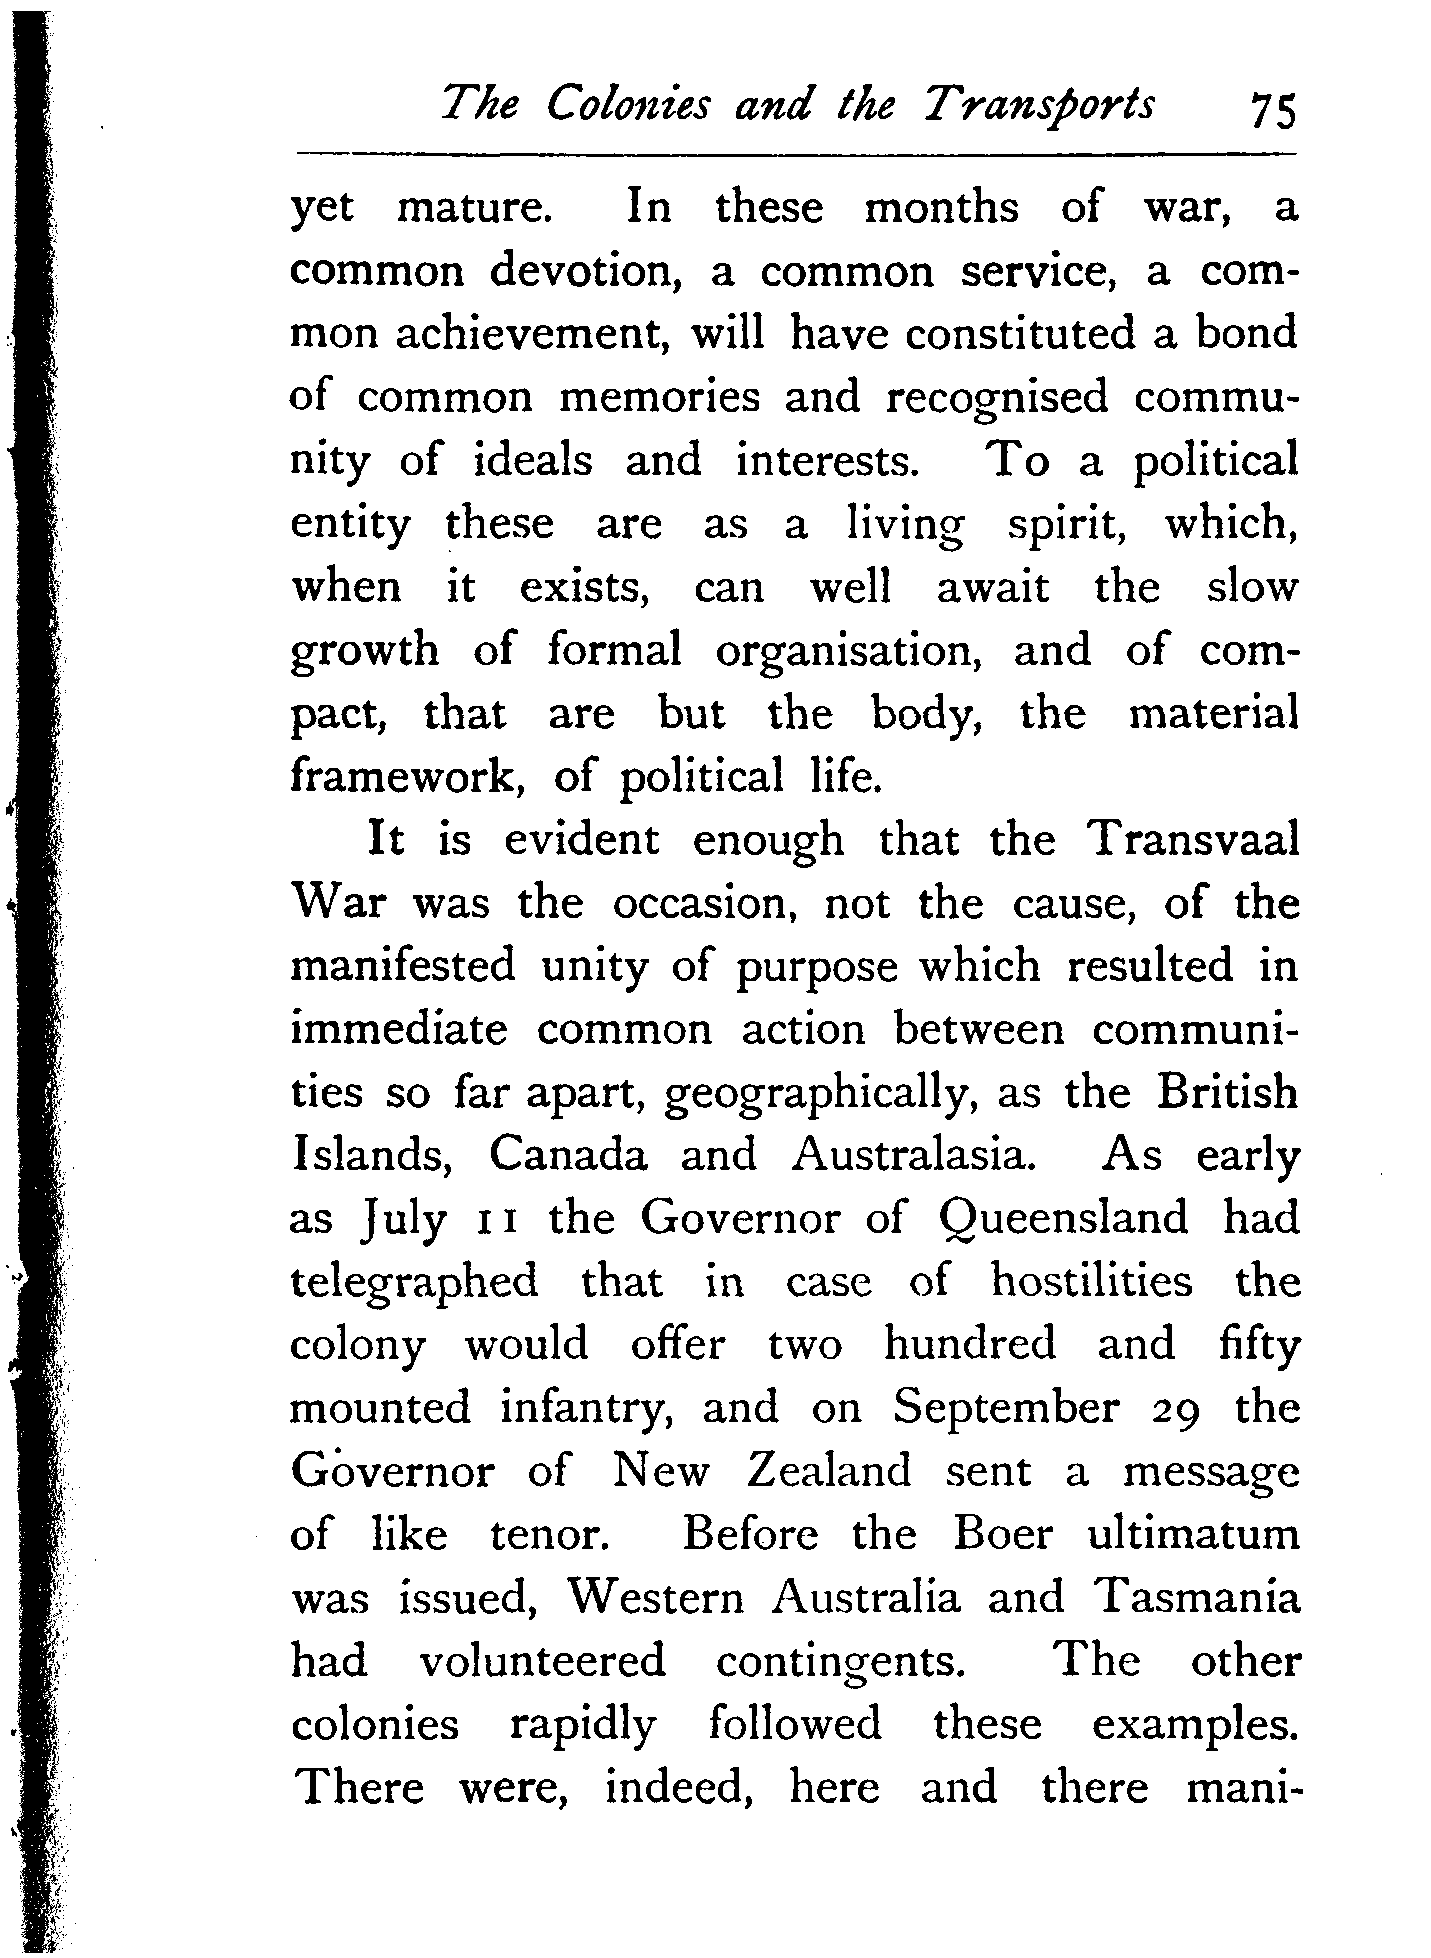 The Colonies and the Transports 75
yet mature. In these months of war, a
common devotion, a common service, a com-
mon achievement, will have constituted a bond
of common memories and recognised commu-
nity of ideals and interests. To a political
entity these are as a living spirit, which,
when it exists, can well await the slow
growth of formal organisation, and of com-
pact, that are but the body, the material
framework, of political life.
It is evident enough that the Transvaal
War was the occasion, not the cause, of the
manifested unity of purpose which resulted in
immediate common action between communi-
ties so far apart, geographically, as the British
Islands, Canada and Australasia. As early
as July 11 the Governor of Queensland had
telegraphed that in case of hostilities the
colony would offer two hundred and fifty
mounted infantry, and on September 29 the
Governor of New Zealand sent a message
of like tenor. Before the Boer ultimatum
was issued, Western Australia and Tasmania
had volunteered contingents. The other
colonies rapidly followed these examples.
There were, indeed, here and there mani-